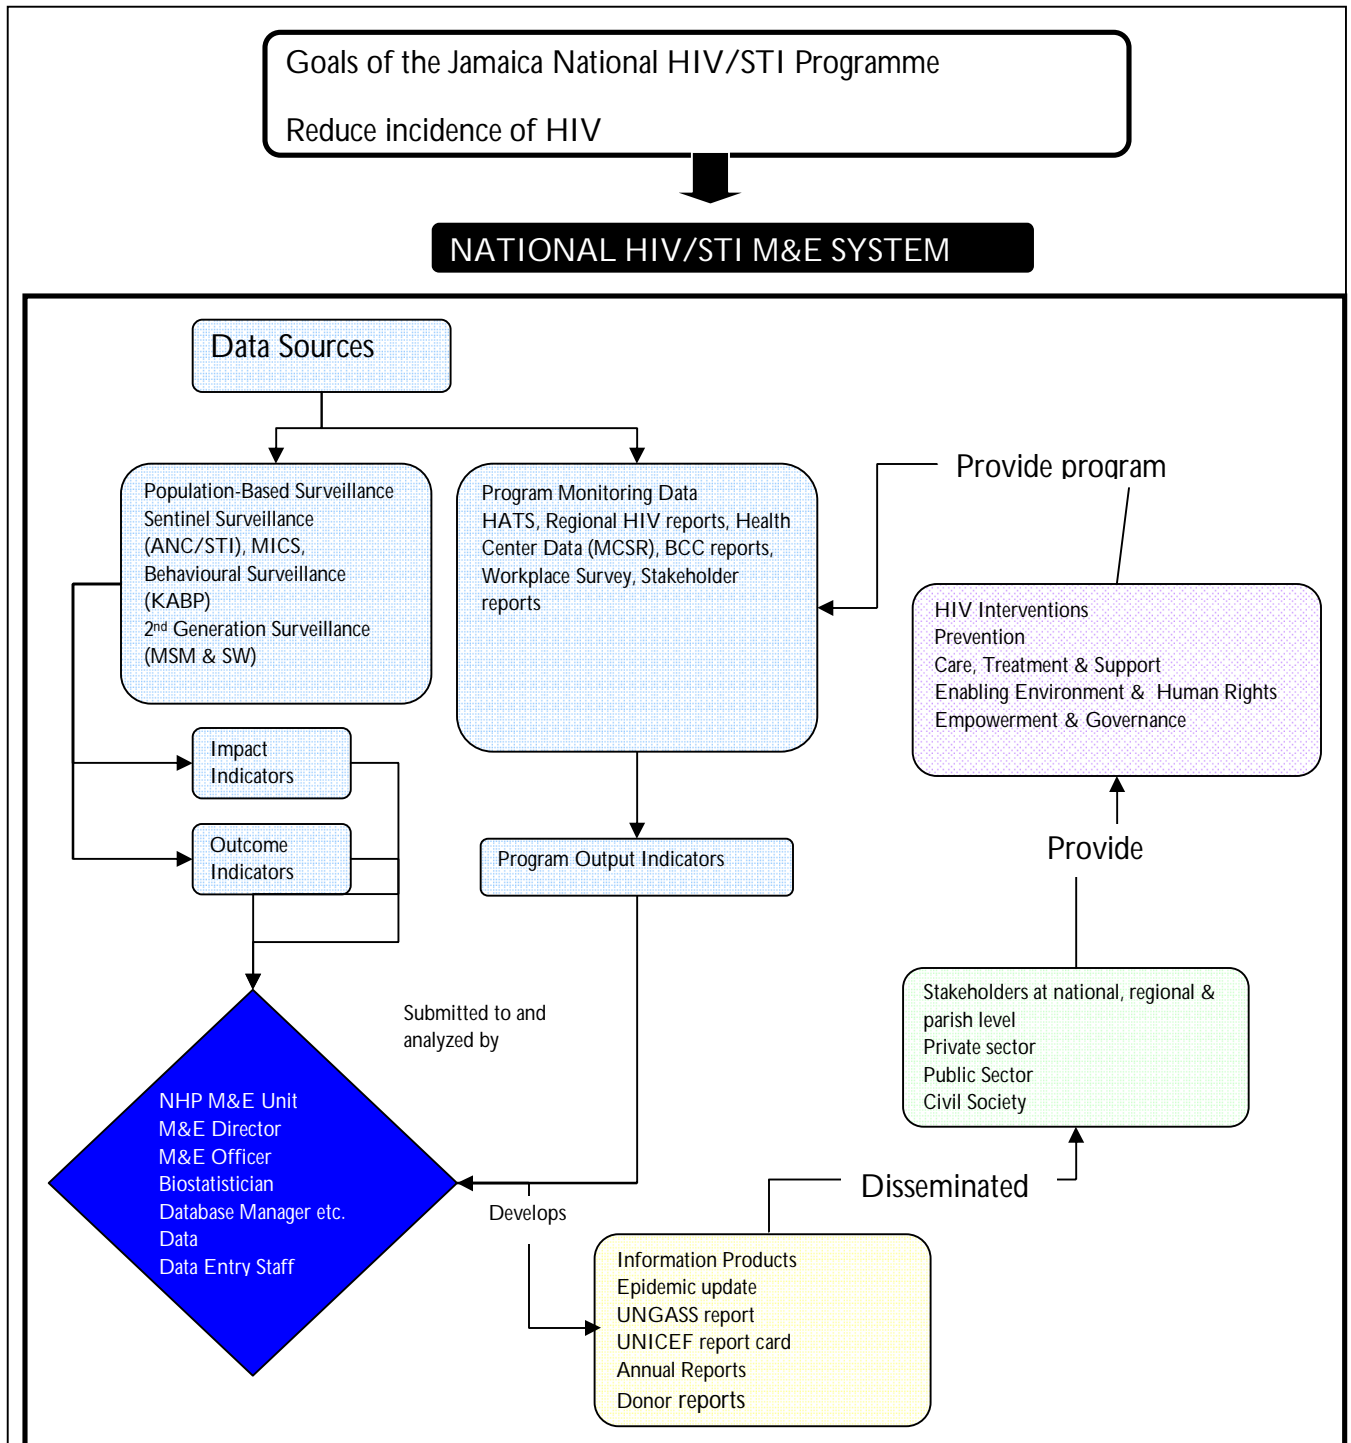 Goals of the Jamaica National HIV/STI Programme
Reduce incidence of HIV
NATIONAL HIV/STI M&E SYSTEM
Data Sources
Population-Based Surveillance
Sentinel Surveillance
(ANC/STI), MICS,
Behavioural Surveillance
(KABP)
2nd Generation Surveillance
(MSM & SW)
Program Monitoring Data
HATS, Regional HIV reports, Health
Center Data (MCSR), BCC reports,
Workplace Survey, Stakeholder
reports
Provide program
HIV Interventions
Prevention
Care, Treatment & Support
Enabling Environment & Human Rights
Empowerment & Governance
Impact
Indicators
Outcome
Indicators
Program Output Indicators
Provide
Submitted to and
analyzed by
Stakeholders at national, regional &
parish level
Private sector
Public Sector
Civil Society
NHP M&E Unit
M&E Director
M&E Officer
Biostatistician
Database Manager etc.
Data
Data Entry Staff
Develops
Disseminated
Information Products
Epidemic update
UNGASS report
UNICEF report card
Annual Reports
Donor reports